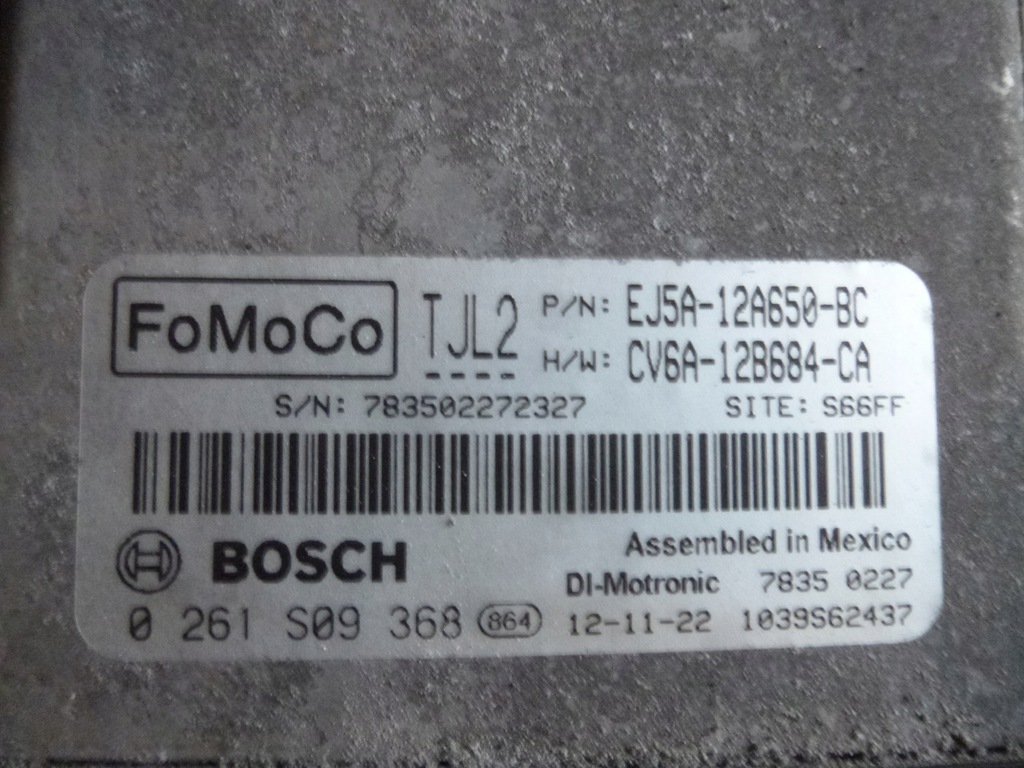 FoMoCo TJL2 P/N: EJ5A-12A650-BC
H/W: CV6A-12B684-CA
S/N: 783502272327 SITE: S66FF
BOSCH Assembled in Mexico
DI-Motronic 7835 0227
0 261 S09 368 864 12-11-22 1039S62437